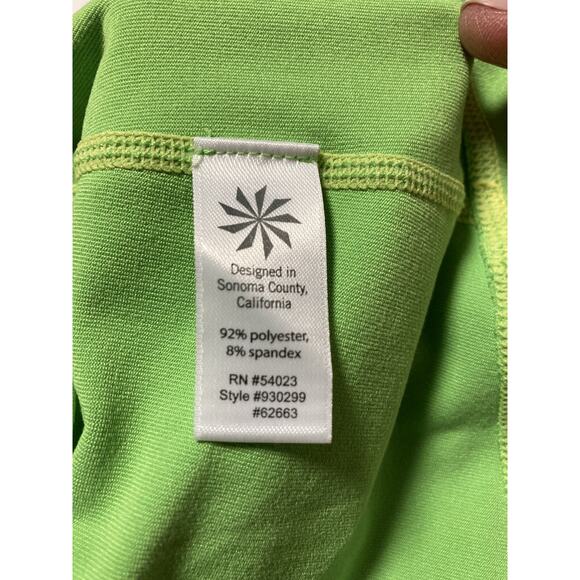 Designed in
Sonoma County,
California
92% polyester,
8% spandex
RN #54023
Style #930299
#62663